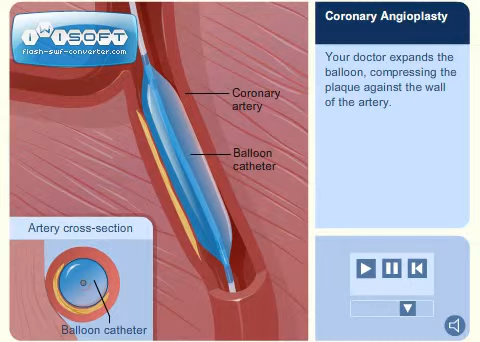 iWiSOFT
flash-swf-converter.com
Coronary Angioplasty
Your doctor expands the
balloon, compressing the
plaque against the wall
of the artery.
Coronary
artery
Balloon
catheter
Artery cross-section
Balloon catheter